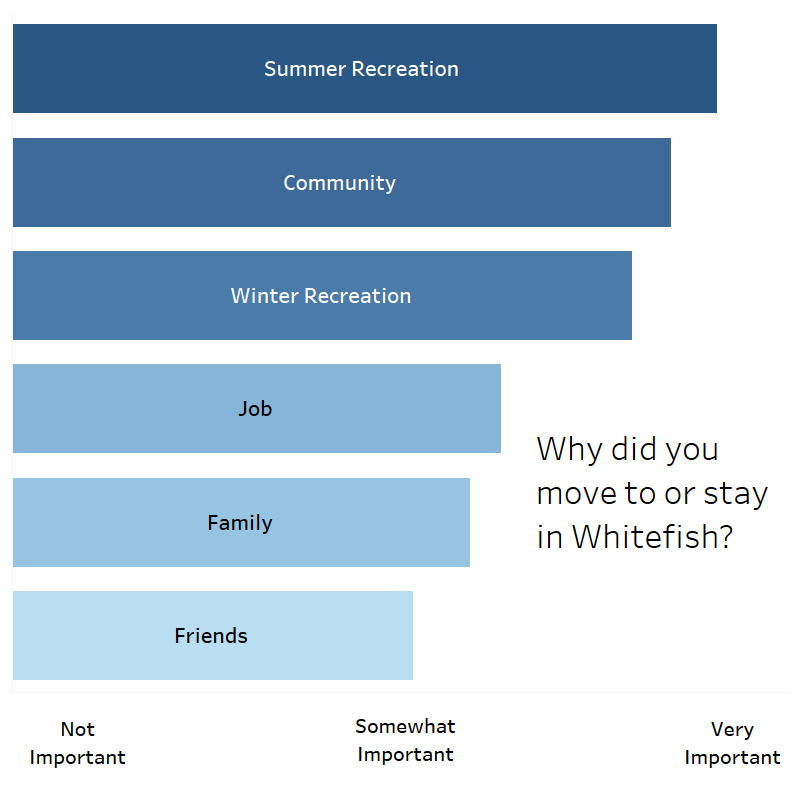 Summer Recreation
Community
Winter Recreation
Job
Family
Friends
Why did you
move to or stay
in Whitefish?
Not
Important
Somewhat
Important
Very
Important